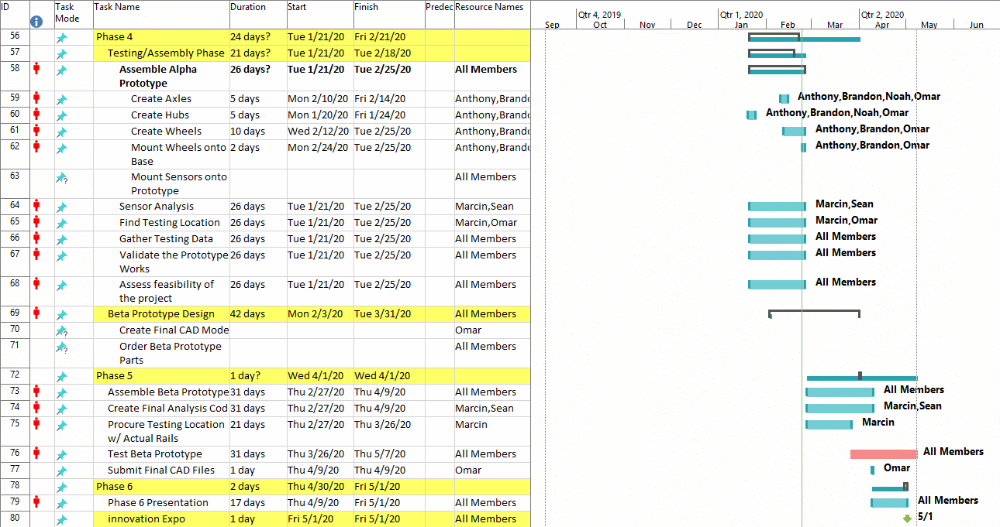 ID Task Mode Task Name Duration Start Finish Predec Resource Names
Qtr 4, 2019 Qtr 1, 2020 Qtr 2, 2020
Sep Oct Nov Dec Jan Feb Mar Apr May Jun
56 Phase 4 24 days? Tue 1/21/20 Fri 2/21/20
57 Testing/Assembly Phase 21 days? Tue 1/21/20 Tue 2/18/20
58 Assemble Alpha 26 days? Tue 1/21/20 Tue 2/25/20 All Members
Prototype
59 Create Axles 5 days Mon 2/10/20 Fri 2/14/20 Anthony,Brando Anthony,Brandon,Noah,Omar
60 Create Hubs 5 days Mon 1/20/20 Fri 1/24/20 Anthony,Brando Anthony,Brandon,Noah,Omar
61 Create Wheels 10 days Wed 2/12/20 Tue 2/25/20 Anthony,Brando Anthony,Brandon,Omar
62 Mount Wheels onto 2 days Mon 2/24/20 Tue 2/25/20 Anthony,Brando Anthony,Brandon,Omar
Base
63 Mount Sensors onto All Members
Prototype
64 Sensor Analysis 26 days Tue 1/21/20 Tue 2/25/20 Marcin,Sean Marcin,Sean
65 Find Testing Location 26 days Tue 1/21/20 Tue 2/25/20 Marcin,Omar Marcin,Omar
66 Gather Testing Data 26 days Tue 1/21/20 Tue 2/25/20 All Members All Members
67 Validate the Prototype 26 days Tue 1/21/20 Tue 2/25/20 All Members All Members
Works
68 Assess feasibility of 26 days Tue 1/21/20 Tue 2/25/20 All Members All Members
the project
69 Beta Prototype Design 42 days Mon 2/3/20 Tue 3/31/20 All Members
70 Create Final CAD Mode Omar
71 Order Beta Prototype All Members
Parts
72 Phase 5 1 day? Wed 4/1/20 Wed 4/1/20
73 Assemble Beta Prototype 31 days Thu 2/27/20 Thu 4/9/20 All Members All Members
74 Create Final Analysis Cod 31 days Thu 2/27/20 Thu 4/9/20 Marcin,Sean Marcin,Sean
75 Procure Testing Location 21 days Thu 2/27/20 Thu 3/26/20 Marcin Marcin
w/ Actual Rails
76 Test Beta Prototype 31 days Thu 3/26/20 Thu 5/7/20 All Members All Members
77 Submit Final CAD Files 1 day Thu 4/9/20 Thu 4/9/20 Omar Omar
78 Phase 6 2 days Thu 4/30/20 Fri 5/1/20
79 Phase 6 Presentation 17 days Thu 4/9/20 Fri 5/1/20 All Members All Members
80 innovation Expo 1 day Fri 5/1/20 Fri 5/1/20 All Members 5/1